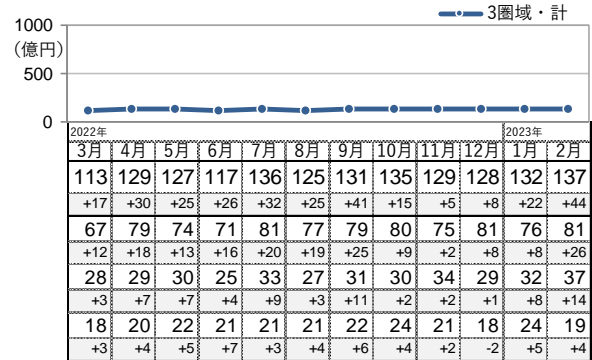 3圏域・計
1000
(億円)
500
0
2022年 2023年
3月 4月 5月 6月 7月 8月 9月 10月 11月 12月 1月 2月
113 129 127 117 136 125 131 135 129 128 132 137
+17 +30 +25 +26 +32 +25 +41 +15 +5 +8 +22 +44
67 79 74 71 81 77 79 80 75 81 76 81
+12 +18 +13 +16 +20 +19 +25 +9 +2 +8 +8 +26
28 29 30 25 33 27 31 30 34 29 32 37
+3 +7 +7 +4 +9 +3 +11 +2 +2 +1 +8 +14
18 20 22 21 21 21 22 24 21 18 24 19
+3 +4 +5 +7 +3 +4 +6 +4 +2 -2 +5 +4